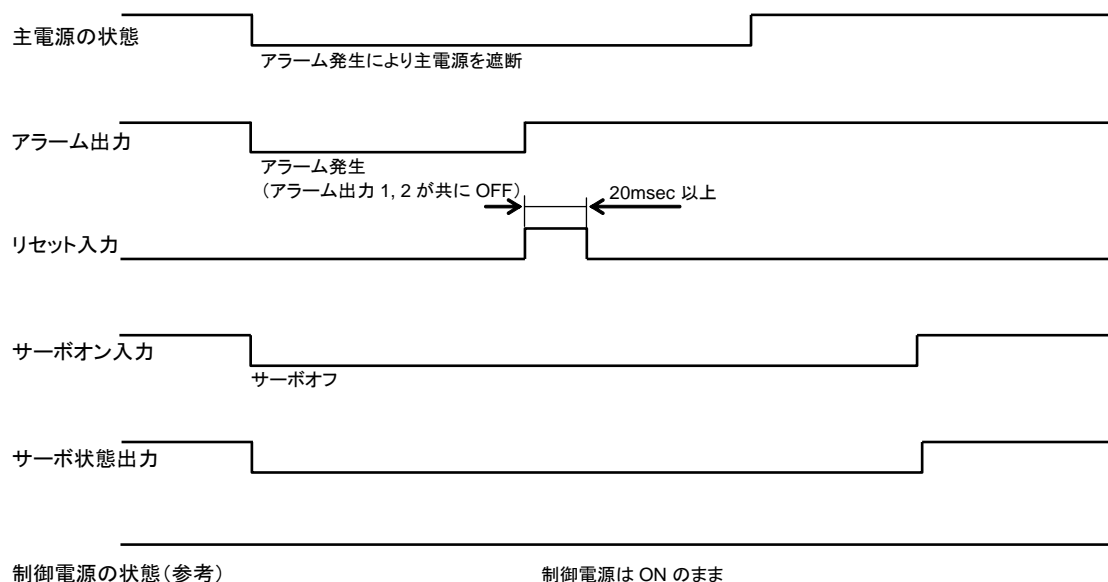 主電源の状態
アラーム発生により主電源を遮断
アラーム出力
アラーム発生
（アラーム出力 1, 2 が共に OFF）
20msec 以上
リセット入力
サーボオン入力
サーボオフ
サーボ状態出力
制御電源の状態（参考）
制御電源は ON のまま